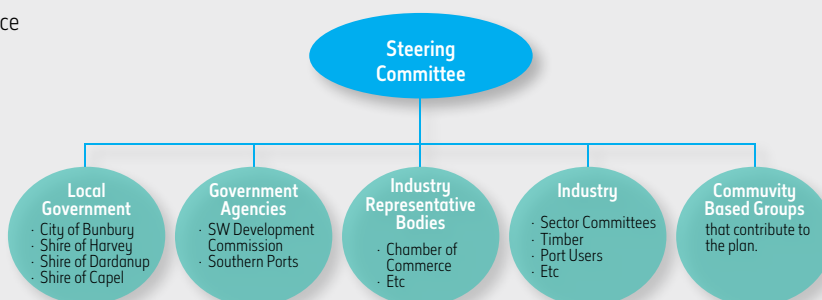 ce
Steering
Committee
Local
Government
· City of Bunbury
· Shire of Harvey
· Shire of Dardanup
· Shire of Capel
Government
Agencies
· SW Development
Commission
· Southern Ports
Industry
Representative
Bodies
· Chamber of
Commerce
· Etc
Industry
· Sector Committees
· Timber
· Port Users
· Etc
Commuvity
Based Groups
that contribute to
the plan.